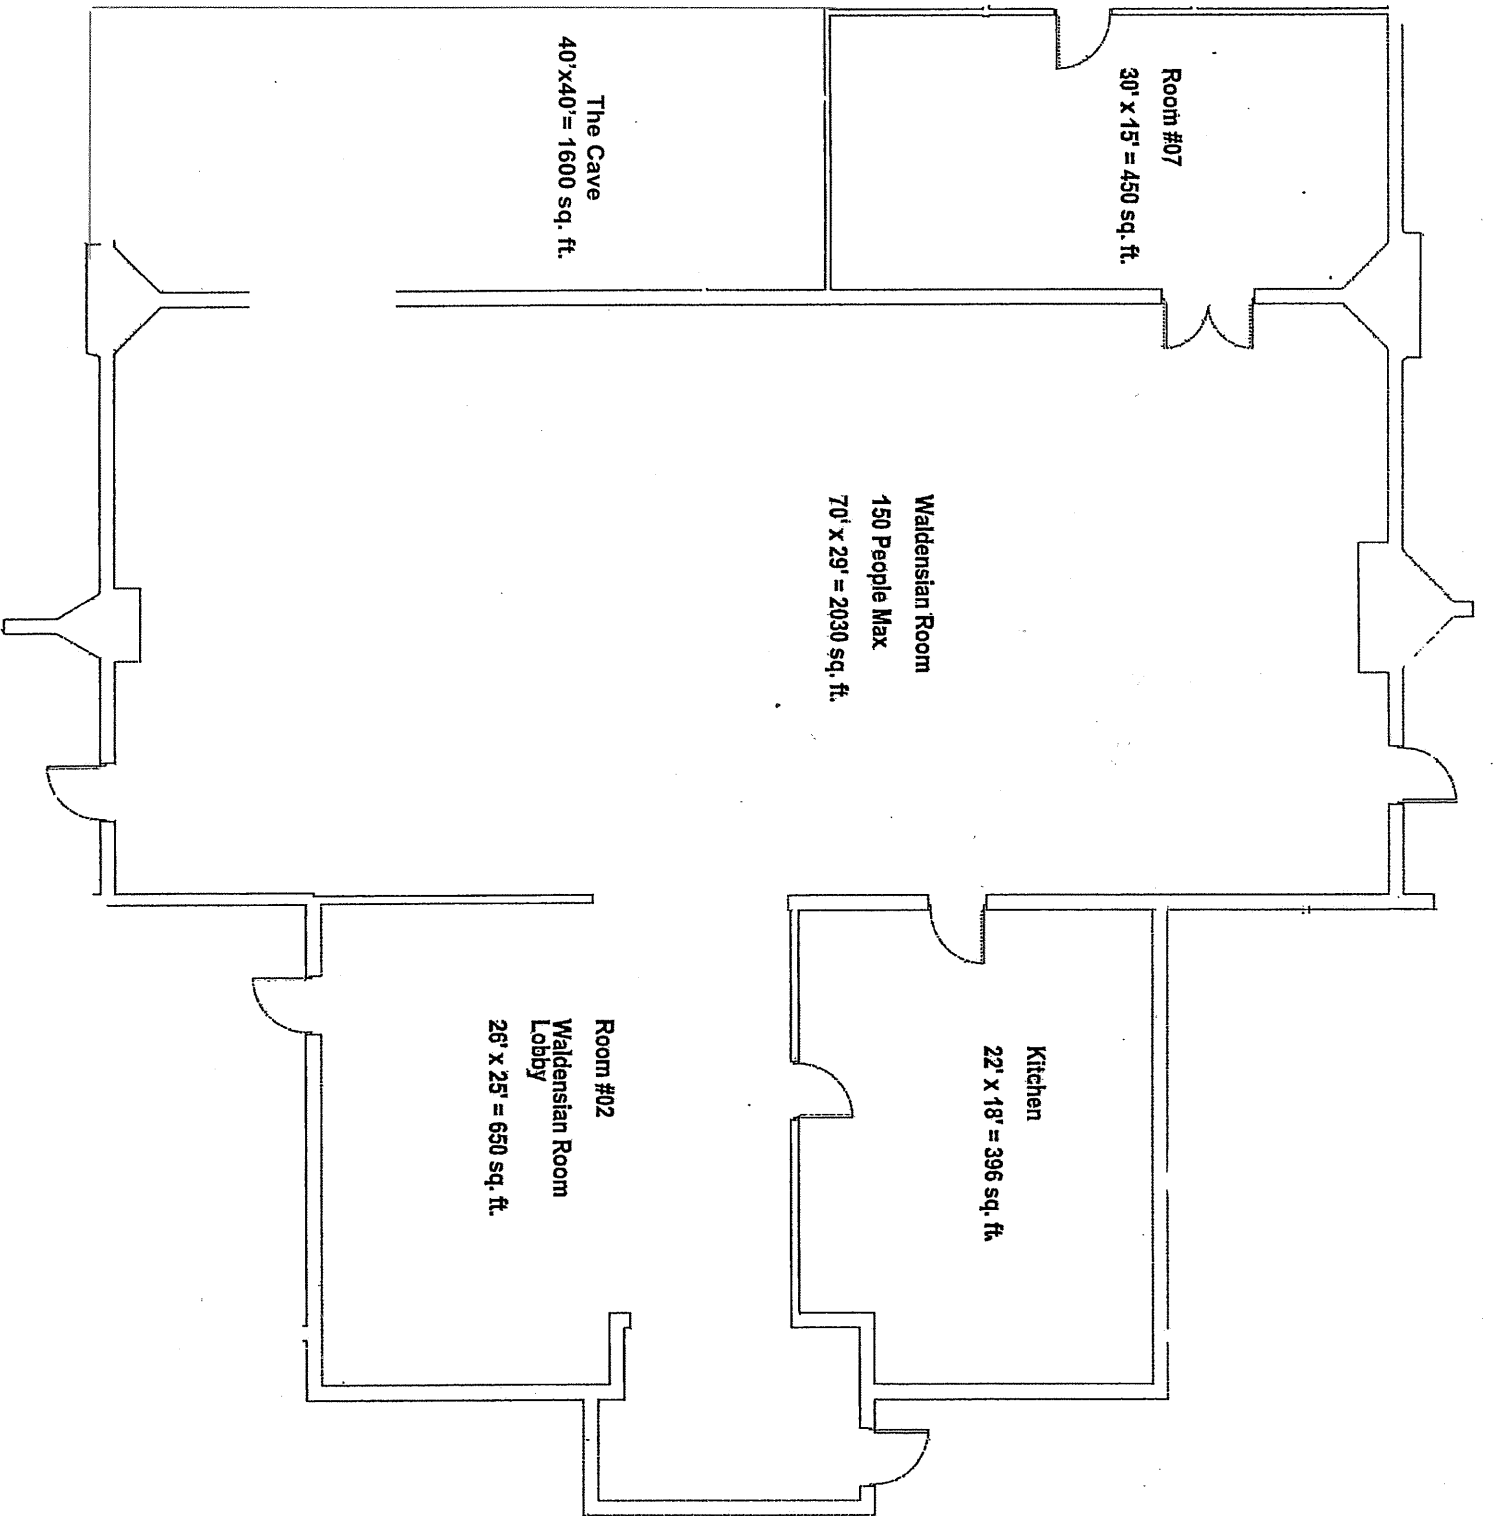 Room #07
30' x 15' = 450 sq. ft.
The Cave
40'x40'= 1600 sq. ft.
Waldensian Room
150 People Max
70' x 29' = 2030 sq. ft.
Kitchen
22' x 18' = 396 sq. ft.
Room #02
Waldensian Room
Lobby
26' x 25' = 650 sq. ft.